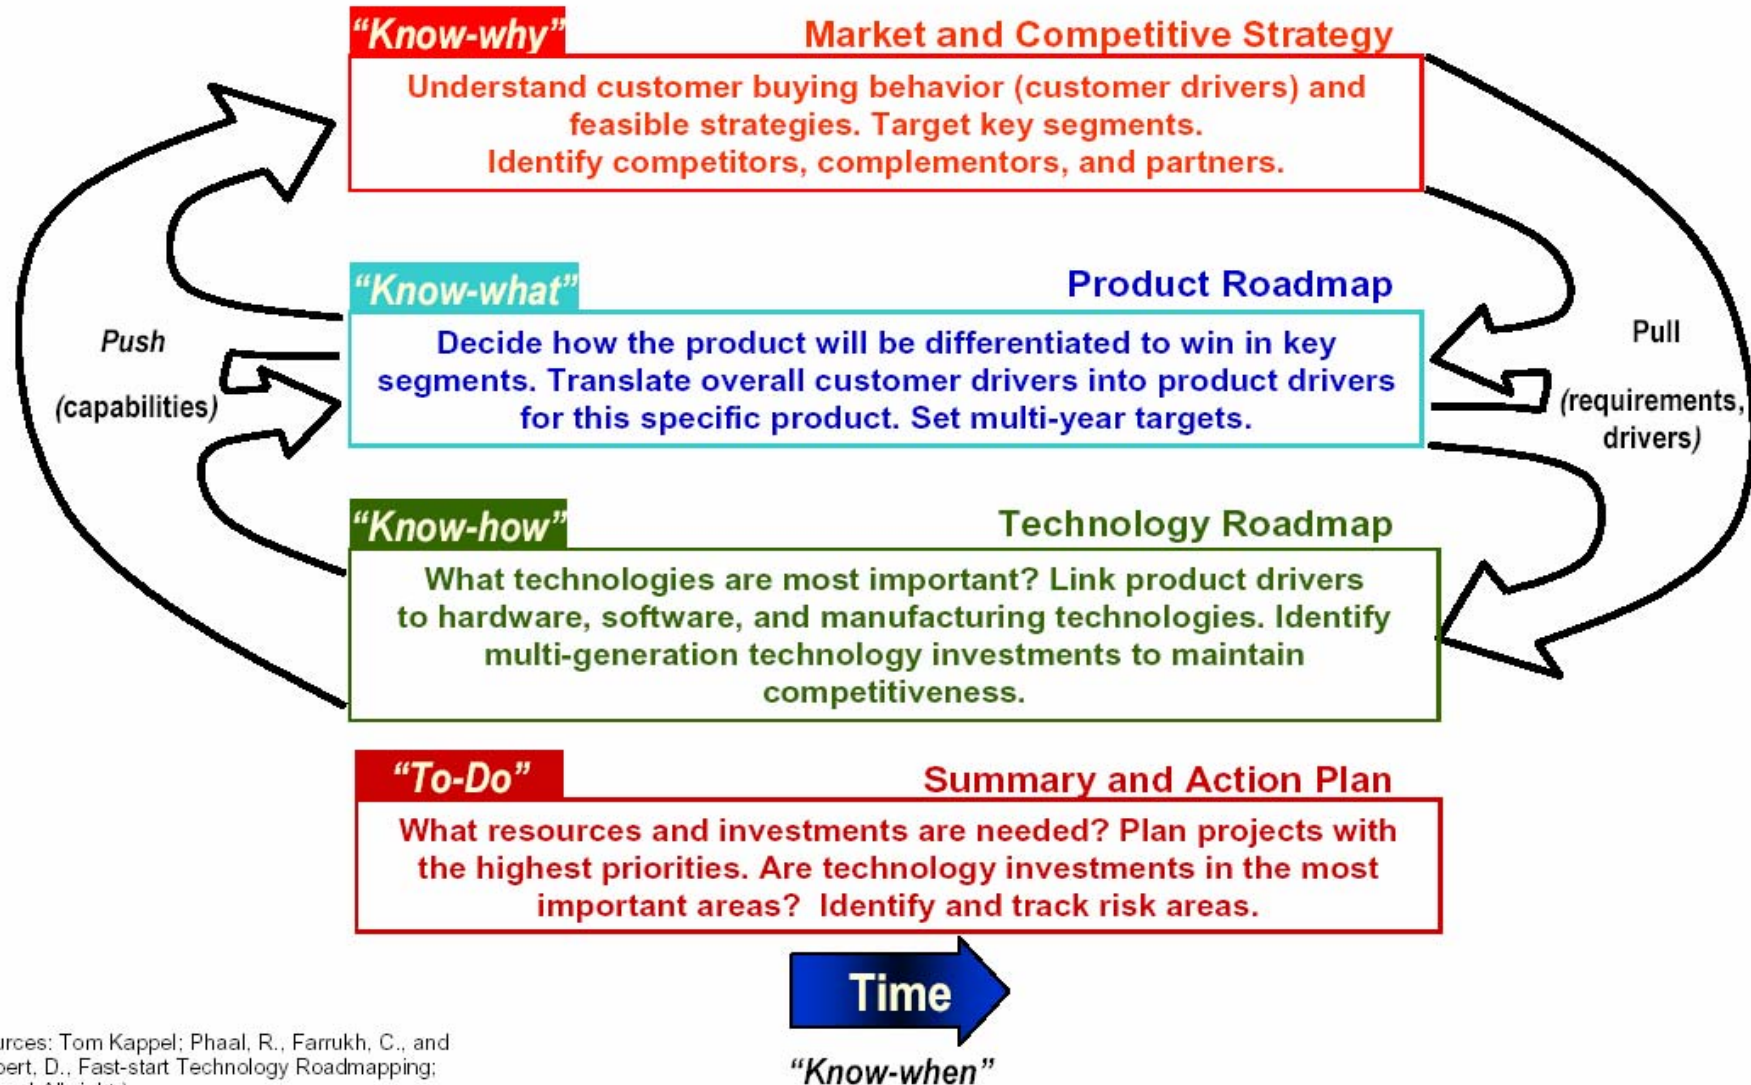 “Know-why”
Market and Competitive Strategy
Understand customer buying behavior (customer drivers) and
feasible strategies. Target key segments.
Identify competitors, complementors, and partners.
“Know-what”
Product Roadmap
Decide how the product will be differentiated to win in key
segments. Translate overall customer drivers into product drivers
for this specific product. Set multi-year targets.
Push
(capabilities)
Pull
(requirements,
drivers)
“Know-how”
Technology Roadmap
What technologies are most important? Link product drivers
to hardware, software, and manufacturing technologies. Identify
multi-generation technology investments to maintain
competitiveness.
“To-Do”
Summary and Action Plan
What resources and investments are needed? Plan projects with
the highest priorities. Are technology investments in the most
important areas? Identify and track risk areas.
Time
“Know-when”
urces: Tom Kappel; Phaal, R., Farrukh, C., and
bert, D., Fast-start Technology Roadmapping;